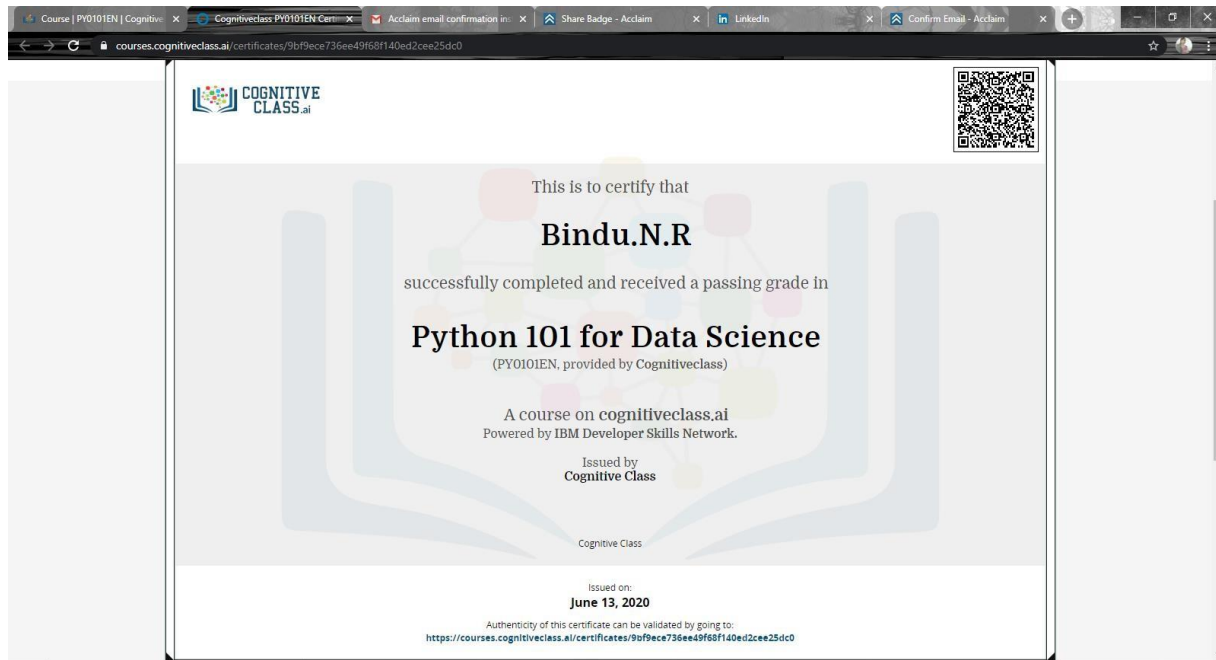 Course | PY0101EN | Cognitive
Cognitiveclass PY0101EN Cert
Acclaim email confirmation in
Share Badge - Acclaim
in LinkedIn
Confirm Email - Acclaim
courses.cognitiveclass.ai/certificates/9bf9ece736ee49f68f140ed2cee25dc0
COGNITIVE
CLASS.ai
This is to certify that
Bindu.N.R
successfully completed and received a passing grade in
Python 101 for Data Science
(PY0101EN, provided by Cognitiveclass)
A course on cognitiveclass.ai
Powered by IBM Developer Skills Network.
Issued by
Cognitive Class
Cognitive Class
Issued on:
June 13, 2020
Authenticity of this certificate can be validated by going to:
https://courses.cognitiveclass.ai/certificates/9bf9ece736ee49f68f140ed2cee25dc0